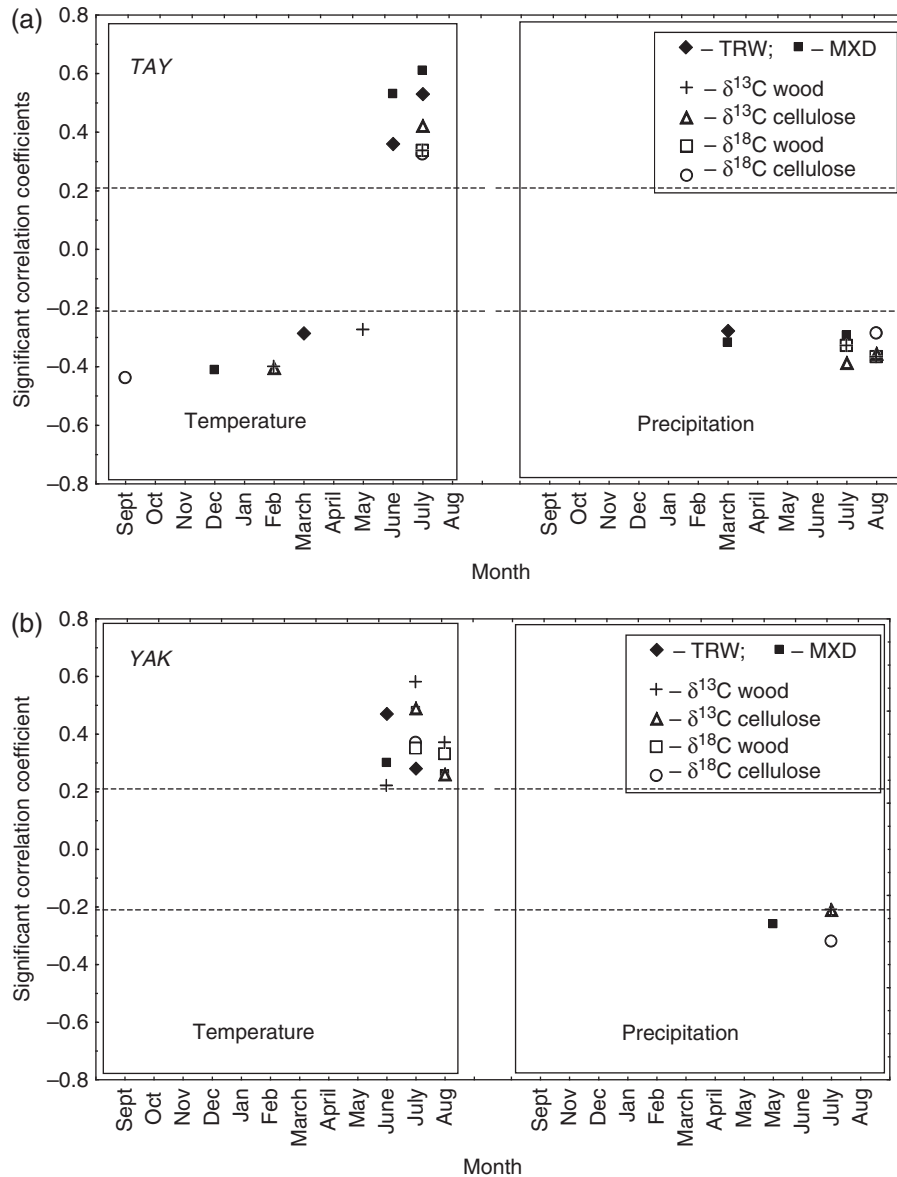 (a)
TAY
◆ – TRW; ■ – MXD
+ – δ13C wood
△ – δ13C cellulose
□ – δ18C wood
○ – δ18C cellulose
Significant correlation coefficients
0.8
0.6
0.4
0.2
0.0
−0.2
−0.4
−0.6
−0.8
Temperature
Precipitation
Sept Oct Nov Dec Jan Feb March April May June July Aug
Sept Oct Nov Dec Jan Feb March April May June July Aug
Month
(b)
YAK
◆ – TRW; ■ – MXD
+ – δ13C wood
△ – δ13C cellulose
□ – δ18C wood
○ – δ18C cellulose
Significant correlation coefficient
0.8
0.6
0.4
0.2
0.0
−0.2
−0.4
−0.6
−0.8
Temperature
Precipitation
Sept Oct Nov Dec Jan Feb March April May June July Aug
Sept Oct Nov Dec Jan Feb March April May June July Aug
Month